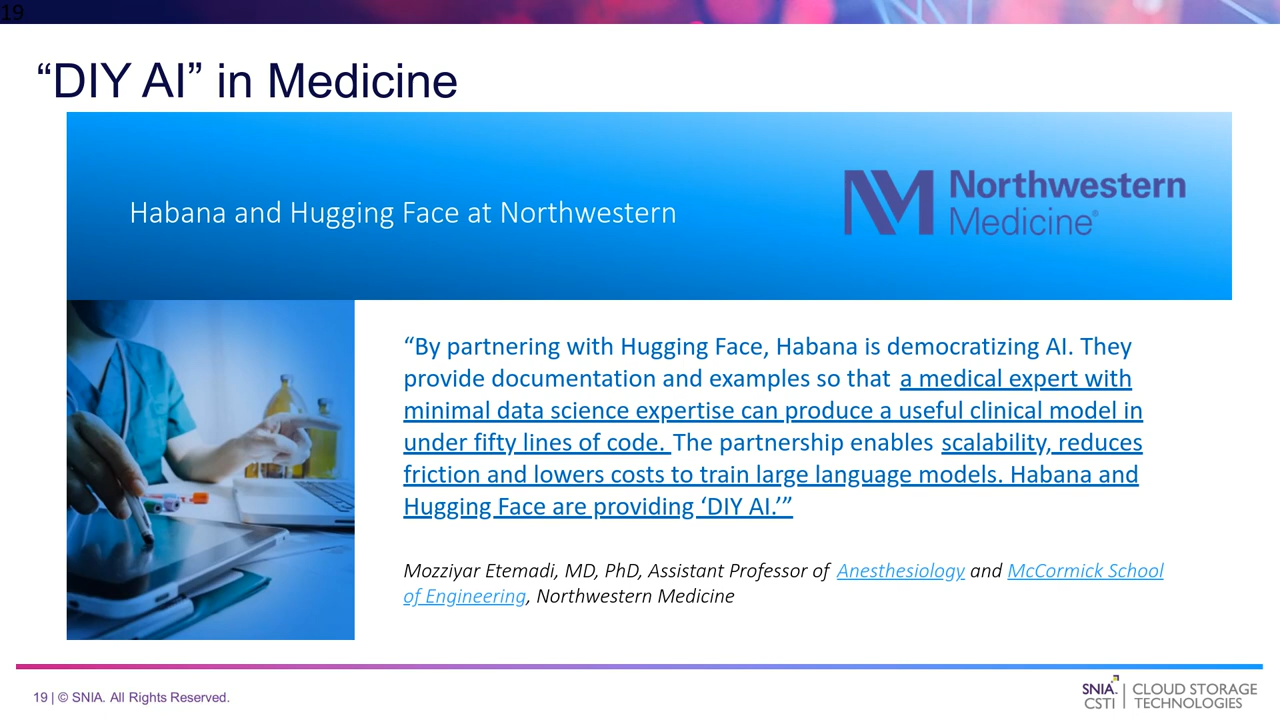 19
“DIY AI” in Medicine
Habana and Hugging Face at Northwestern
Northwestern
Medicine®
“By partnering with Hugging Face, Habana is democratizing AI. They
provide documentation and examples so that a medical expert with
minimal data science expertise can produce a useful clinical model in
under fifty lines of code. The partnership enables scalability, reduces
friction and lowers costs to train large language models. Habana and
Hugging Face are providing ‘DIY AI.’”
Mozziyar Etemadi, MD, PhD, Assistant Professor of Anesthesiology and McCormick School
of Engineering, Northwestern Medicine
19 | © SNIA. All Rights Reserved.
SNIA. | CLOUD STORAGE
CSTI | TECHNOLOGIES